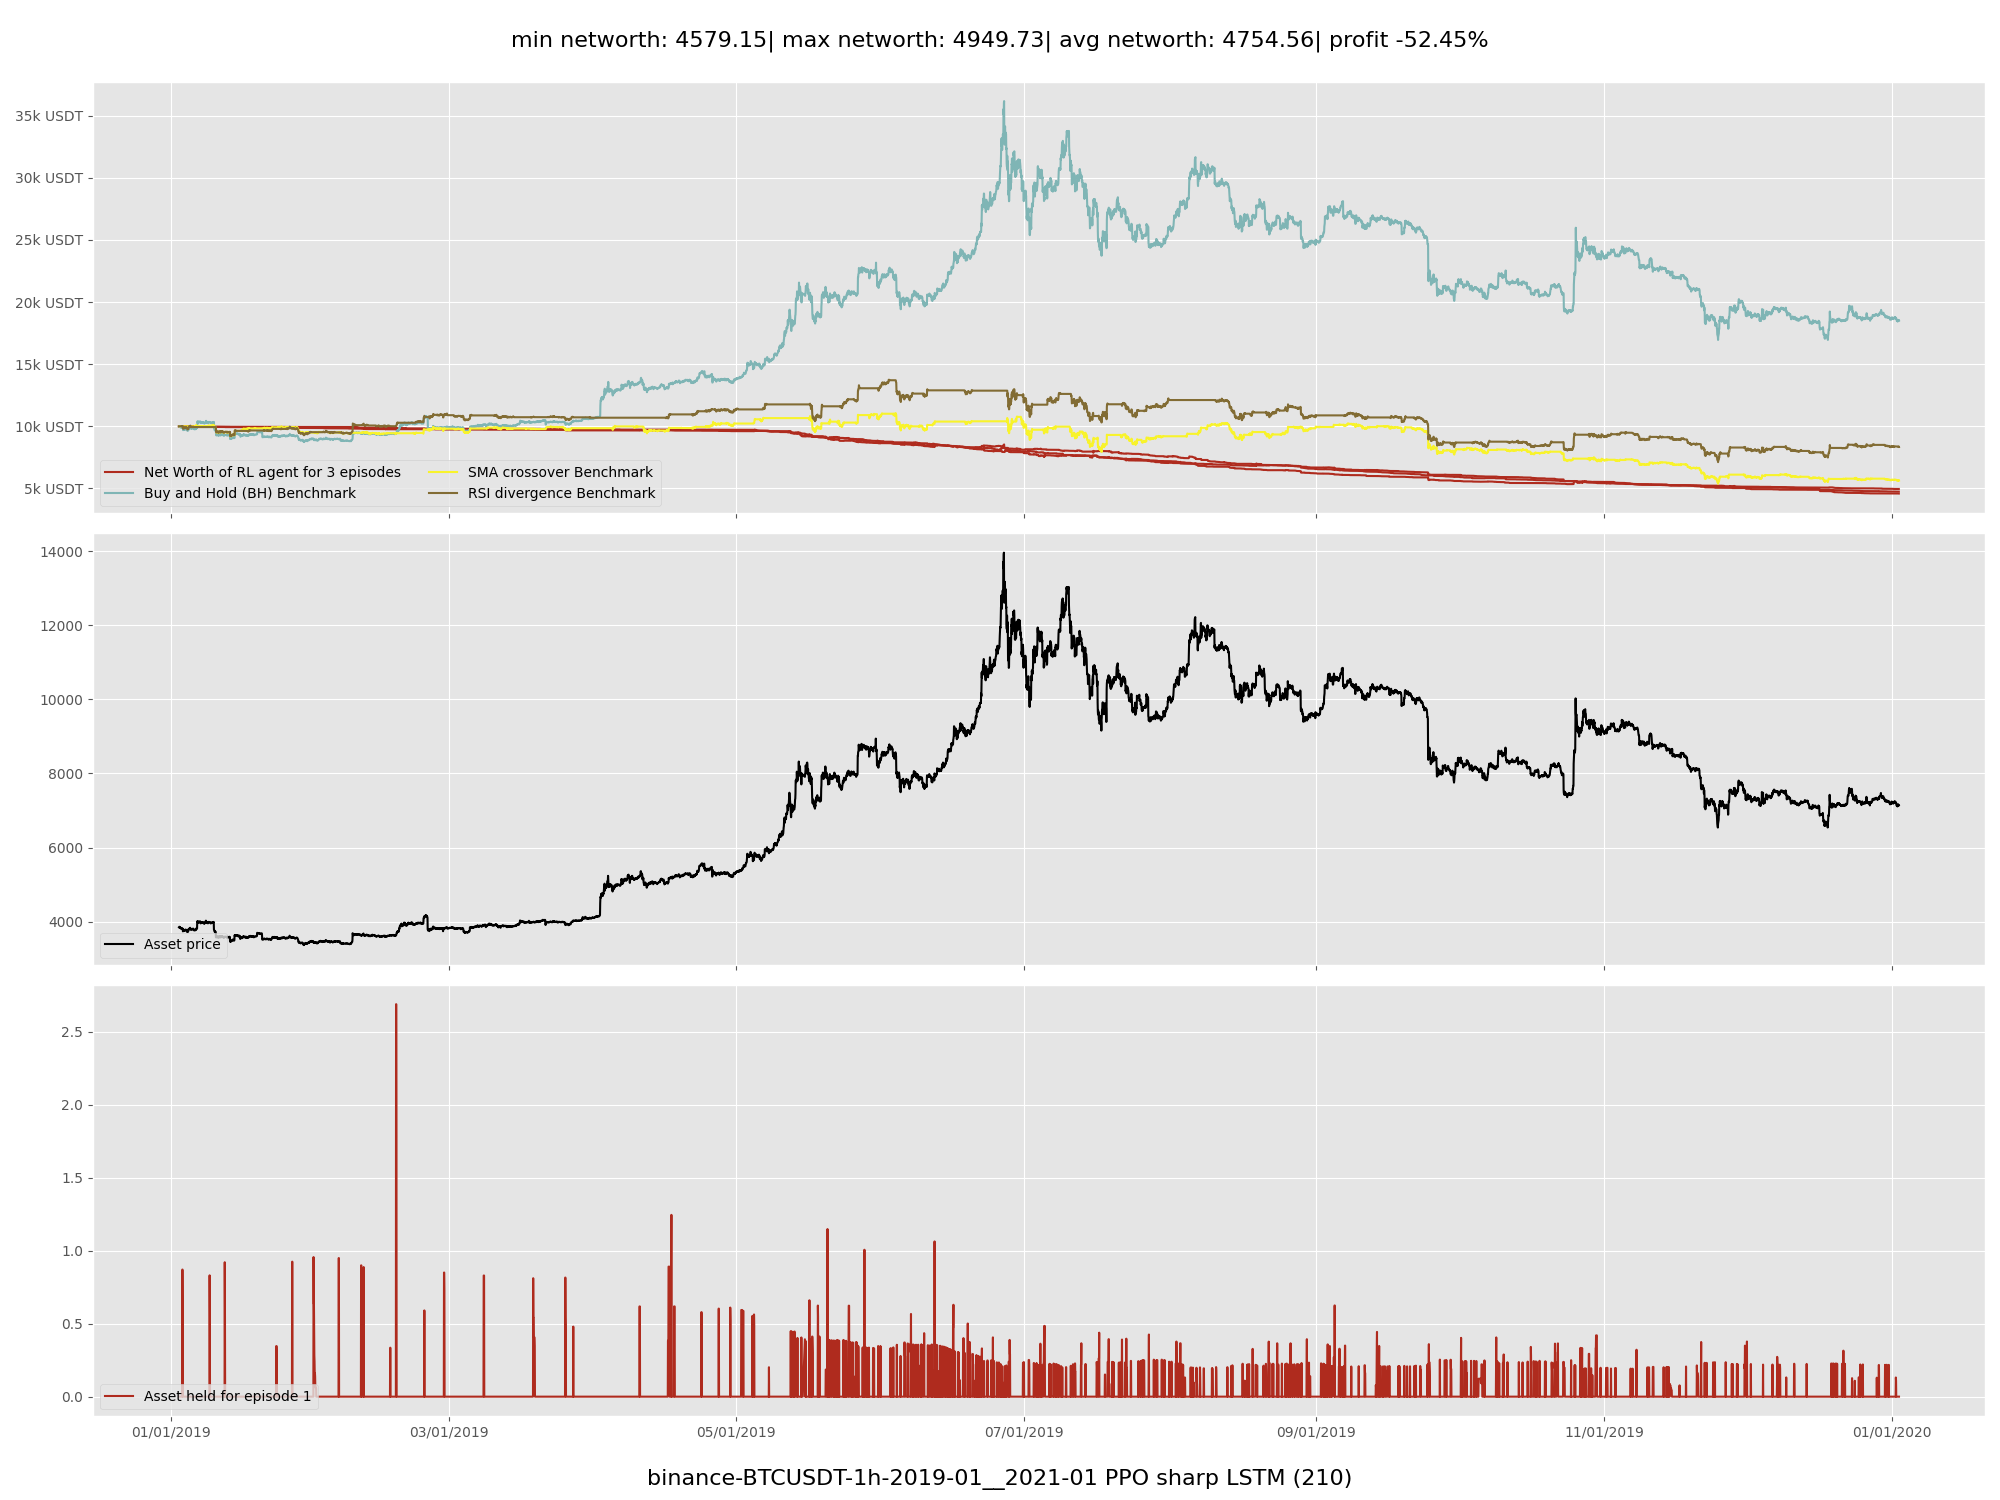 min networth: 4579.15| max networth: 4949.73| avg networth: 4754.56| profit -52.45%
35k USDT
30k USDT
25k USDT
20k USDT
15k USDT
10k USDT
5k USDT
Net Worth of RL agent for 3 episodes
Buy and Hold (BH) Benchmark
SMA crossover Benchmark
RSI divergence Benchmark
14000
12000
10000
8000
6000
4000
Asset price
2.5
2.0
1.5
1.0
0.5
0.0
Asset held for episode 1
01/01/2019 03/01/2019 05/01/2019 07/01/2019 09/01/2019 11/01/2019 01/01/2020
binance-BTCUSDT-1h-2019-01__2021-01 PPO sharp LSTM (210)